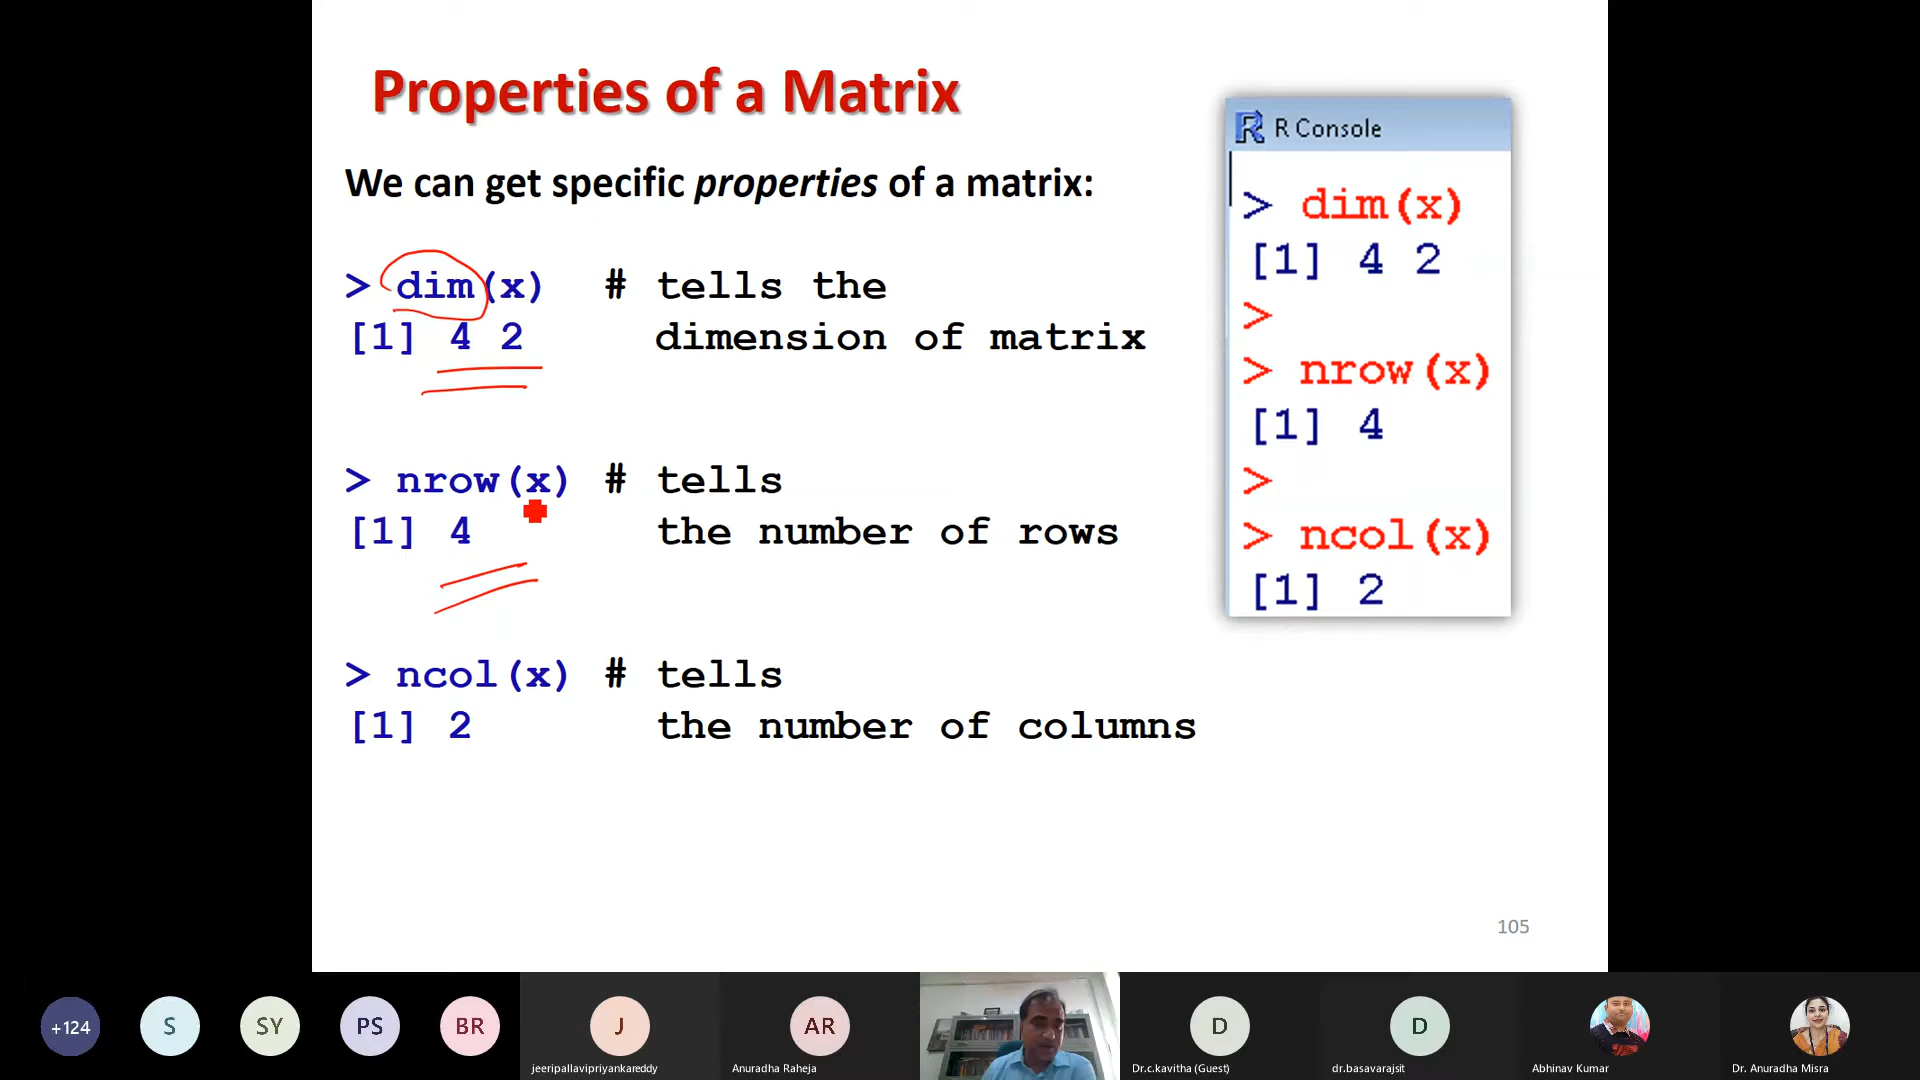 Properties of a Matrix
We can get specific properties of a matrix:
> dim(x) # tells the
[1] 4 2 dimension of matrix
> nrow(x) # tells
[1] 4 the number of rows
> ncol(x) # tells
[1] 2 the number of columns
R Console
> dim(x)
[1] 4 2
>
> nrow(x)
[1] 4
>
> ncol(x)
[1] 2
105
+124
S
SY
PS
BR
J
AR
D
D
jeeripallavipriyankareddy
Anuradha Raheja
Dr.c.kavitha (Guest)
dr.basavarajsit
Abhinav Kumar
Dr. Anuradha Misra